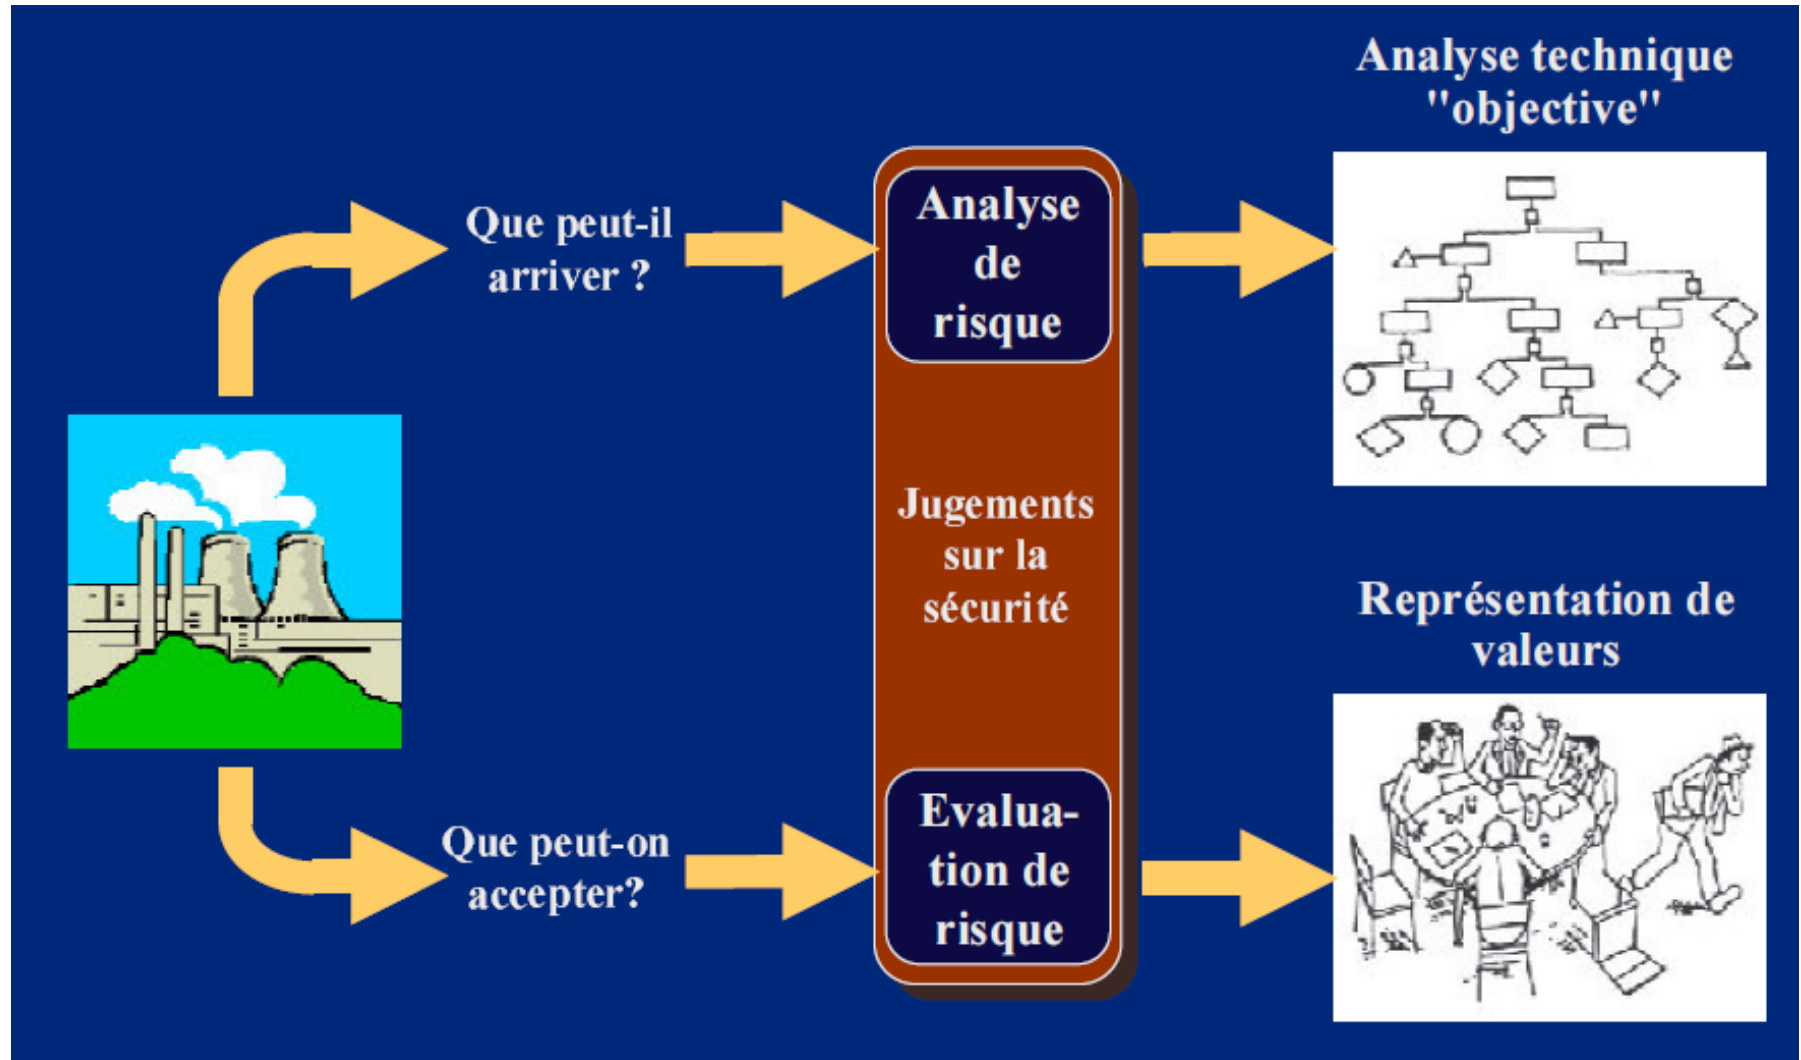 Analyse technique
"objective"
Que peut-il
arriver ?
Analyse
de
risque
Jugements
sur la
sécurité
Représentation de
valeurs
Que peut-on
accepter?
Evalua-
tion de
risque